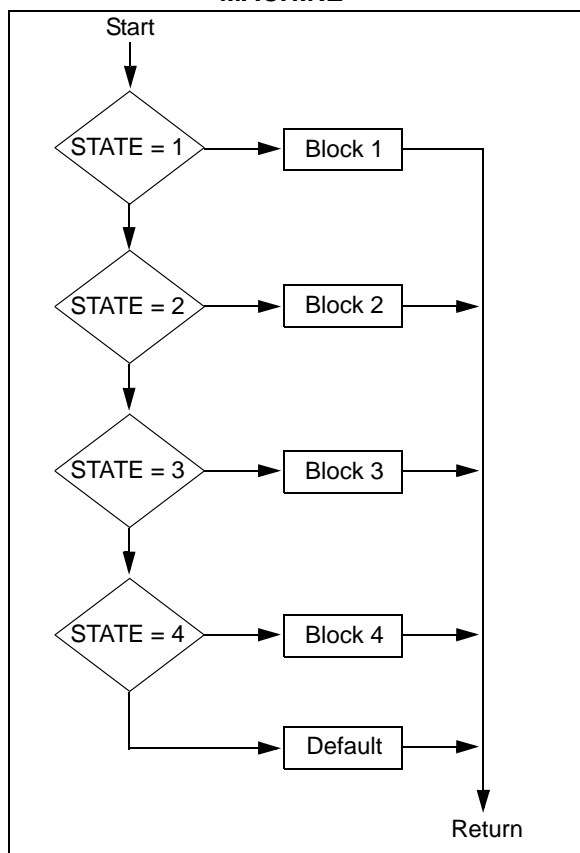 Start
STATE = 1
Block 1
STATE = 2
Block 2
STATE = 3
Block 3
STATE = 4
Block 4
Default
Return